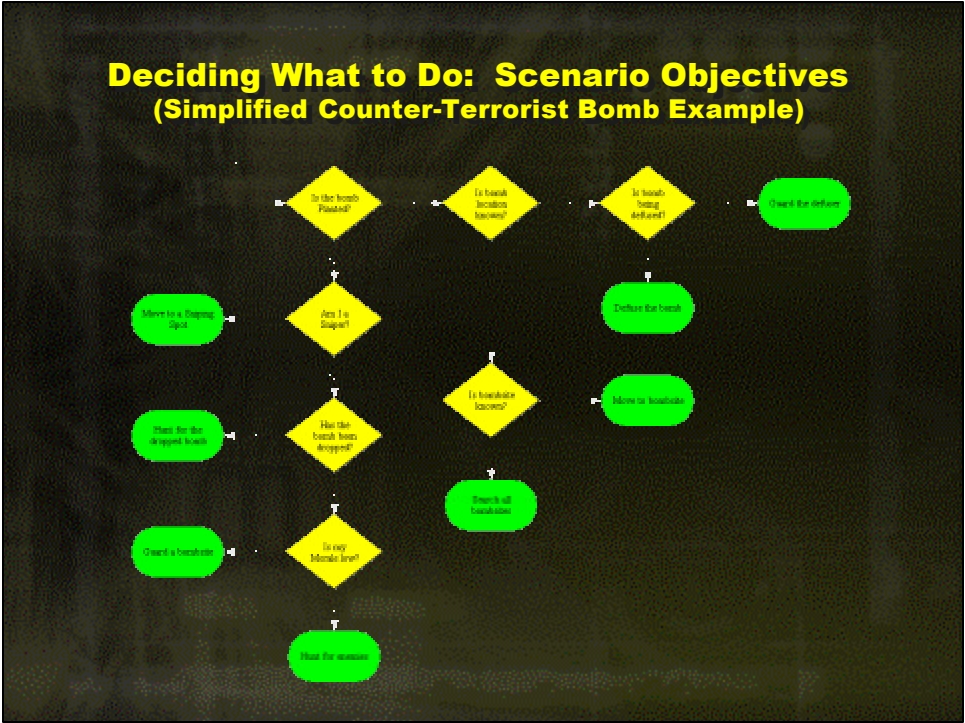 Deciding What to Do:  Scenario Objectives
(Simplified Counter-Terrorist Bomb Example)
Is the bomb
Planted?
Is bomb
location
known?
Is bomb
being
defused?
Guard the defuser
Move to a Sniping
Spot
Am I a
Sniper?
Defuse the bomb
Is bombsite
known?
Move to bombsite
Hunt for the
dropped bomb
Has the
bomb been
dropped?
Search all
bombsites
Guard a bombsite
Is my
Morale low?
Hunt for enemies